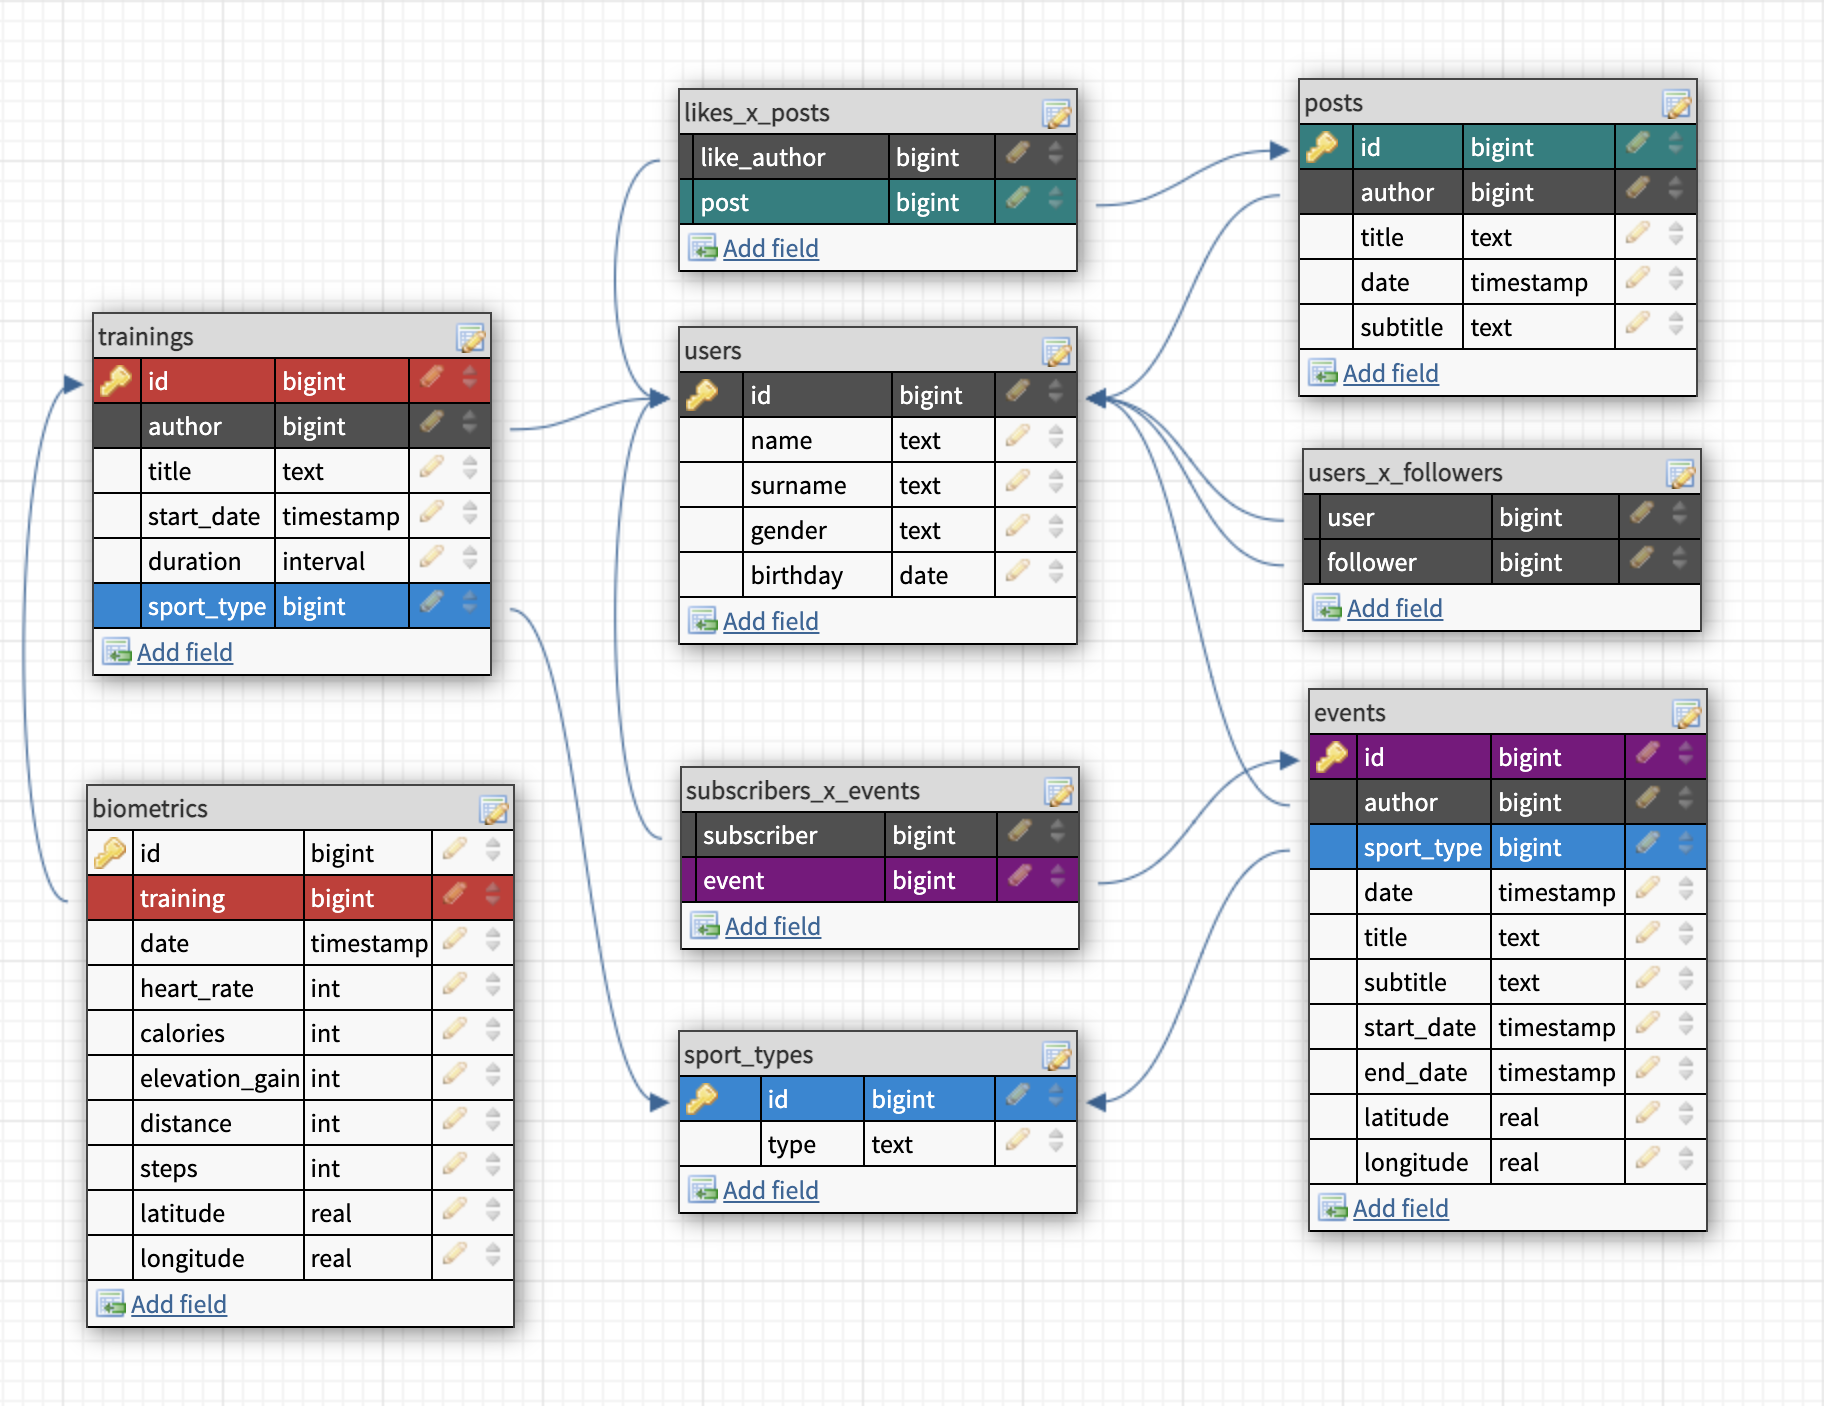 likes_x_posts
like_author bigint
post bigint
Add field
posts
id bigint
author bigint
title text
date timestamp
subtitle text
Add field
trainings
id bigint
author bigint
title text
start_date timestamp
duration interval
sport_type bigint
Add field
users
id bigint
name text
surname text
gender text
birthday date
Add field
users_x_followers
user bigint
follower bigint
Add field
biometrics
id bigint
training bigint
date timestamp
heart_rate int
calories int
elevation_gain int
distance int
steps int
latitude real
longitude real
Add field
subscribers_x_events
subscriber bigint
event bigint
Add field
sport_types
id bigint
type text
Add field
events
id bigint
author bigint
sport_type bigint
date timestamp
title text
subtitle text
start_date timestamp
end_date timestamp
latitude real
longitude real
Add field